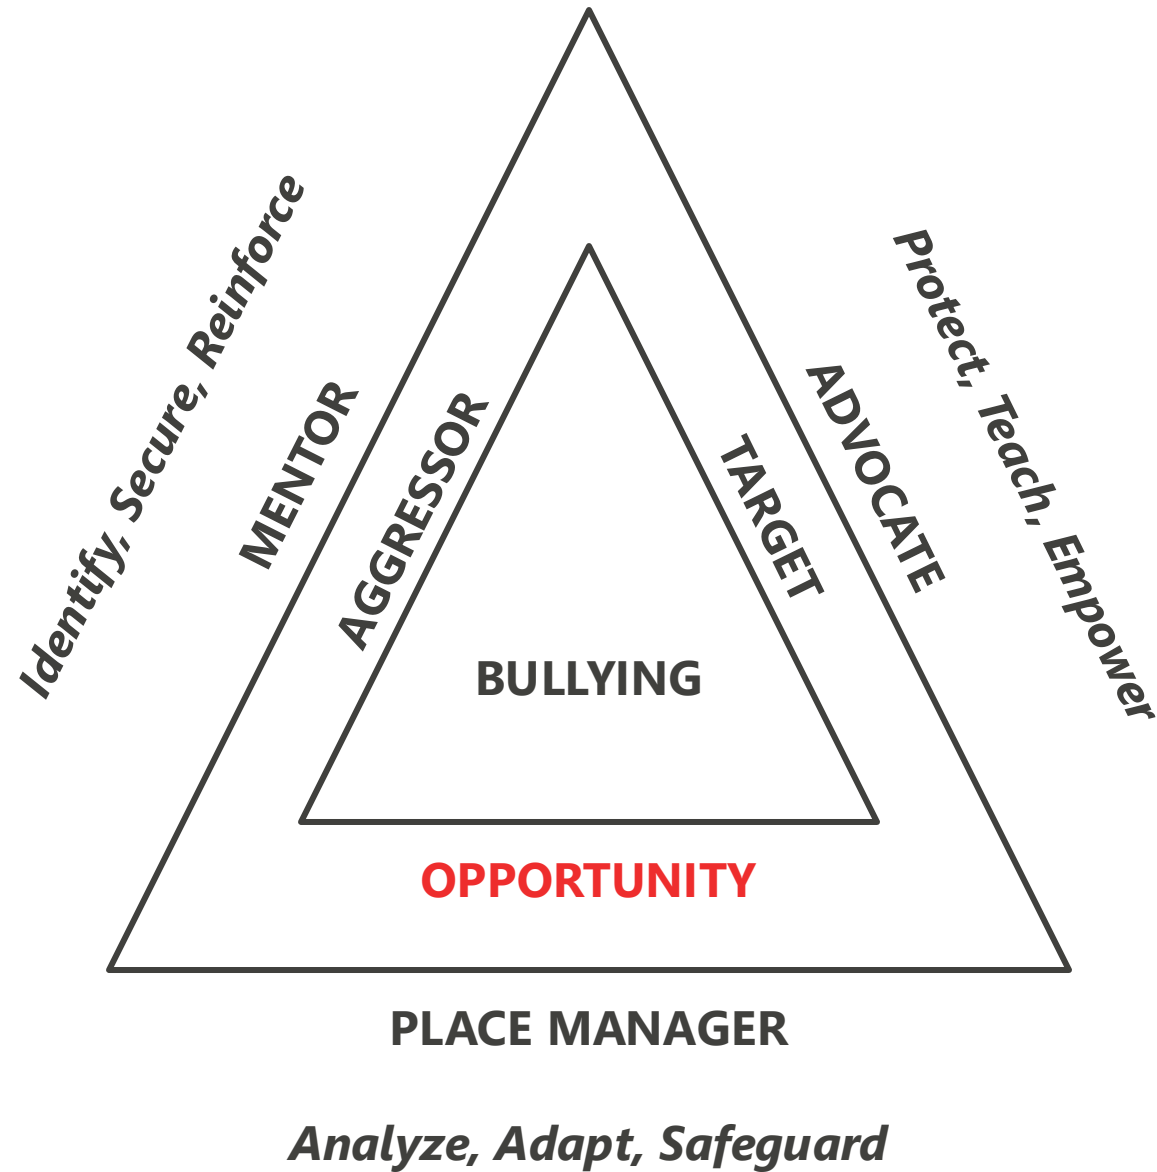 Identify, Secure, Reinforce
MENTOR
AGGRESSOR
Protect, Teach, Empower
ADVOCATE
TARGET
BULLYING
OPPORTUNITY
PLACE MANAGER
Analyze, Adapt, Safeguard